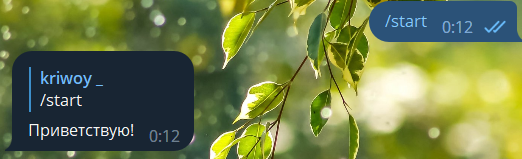 /start 0:12
kriwoy _
/start
Приветствую! 0:12